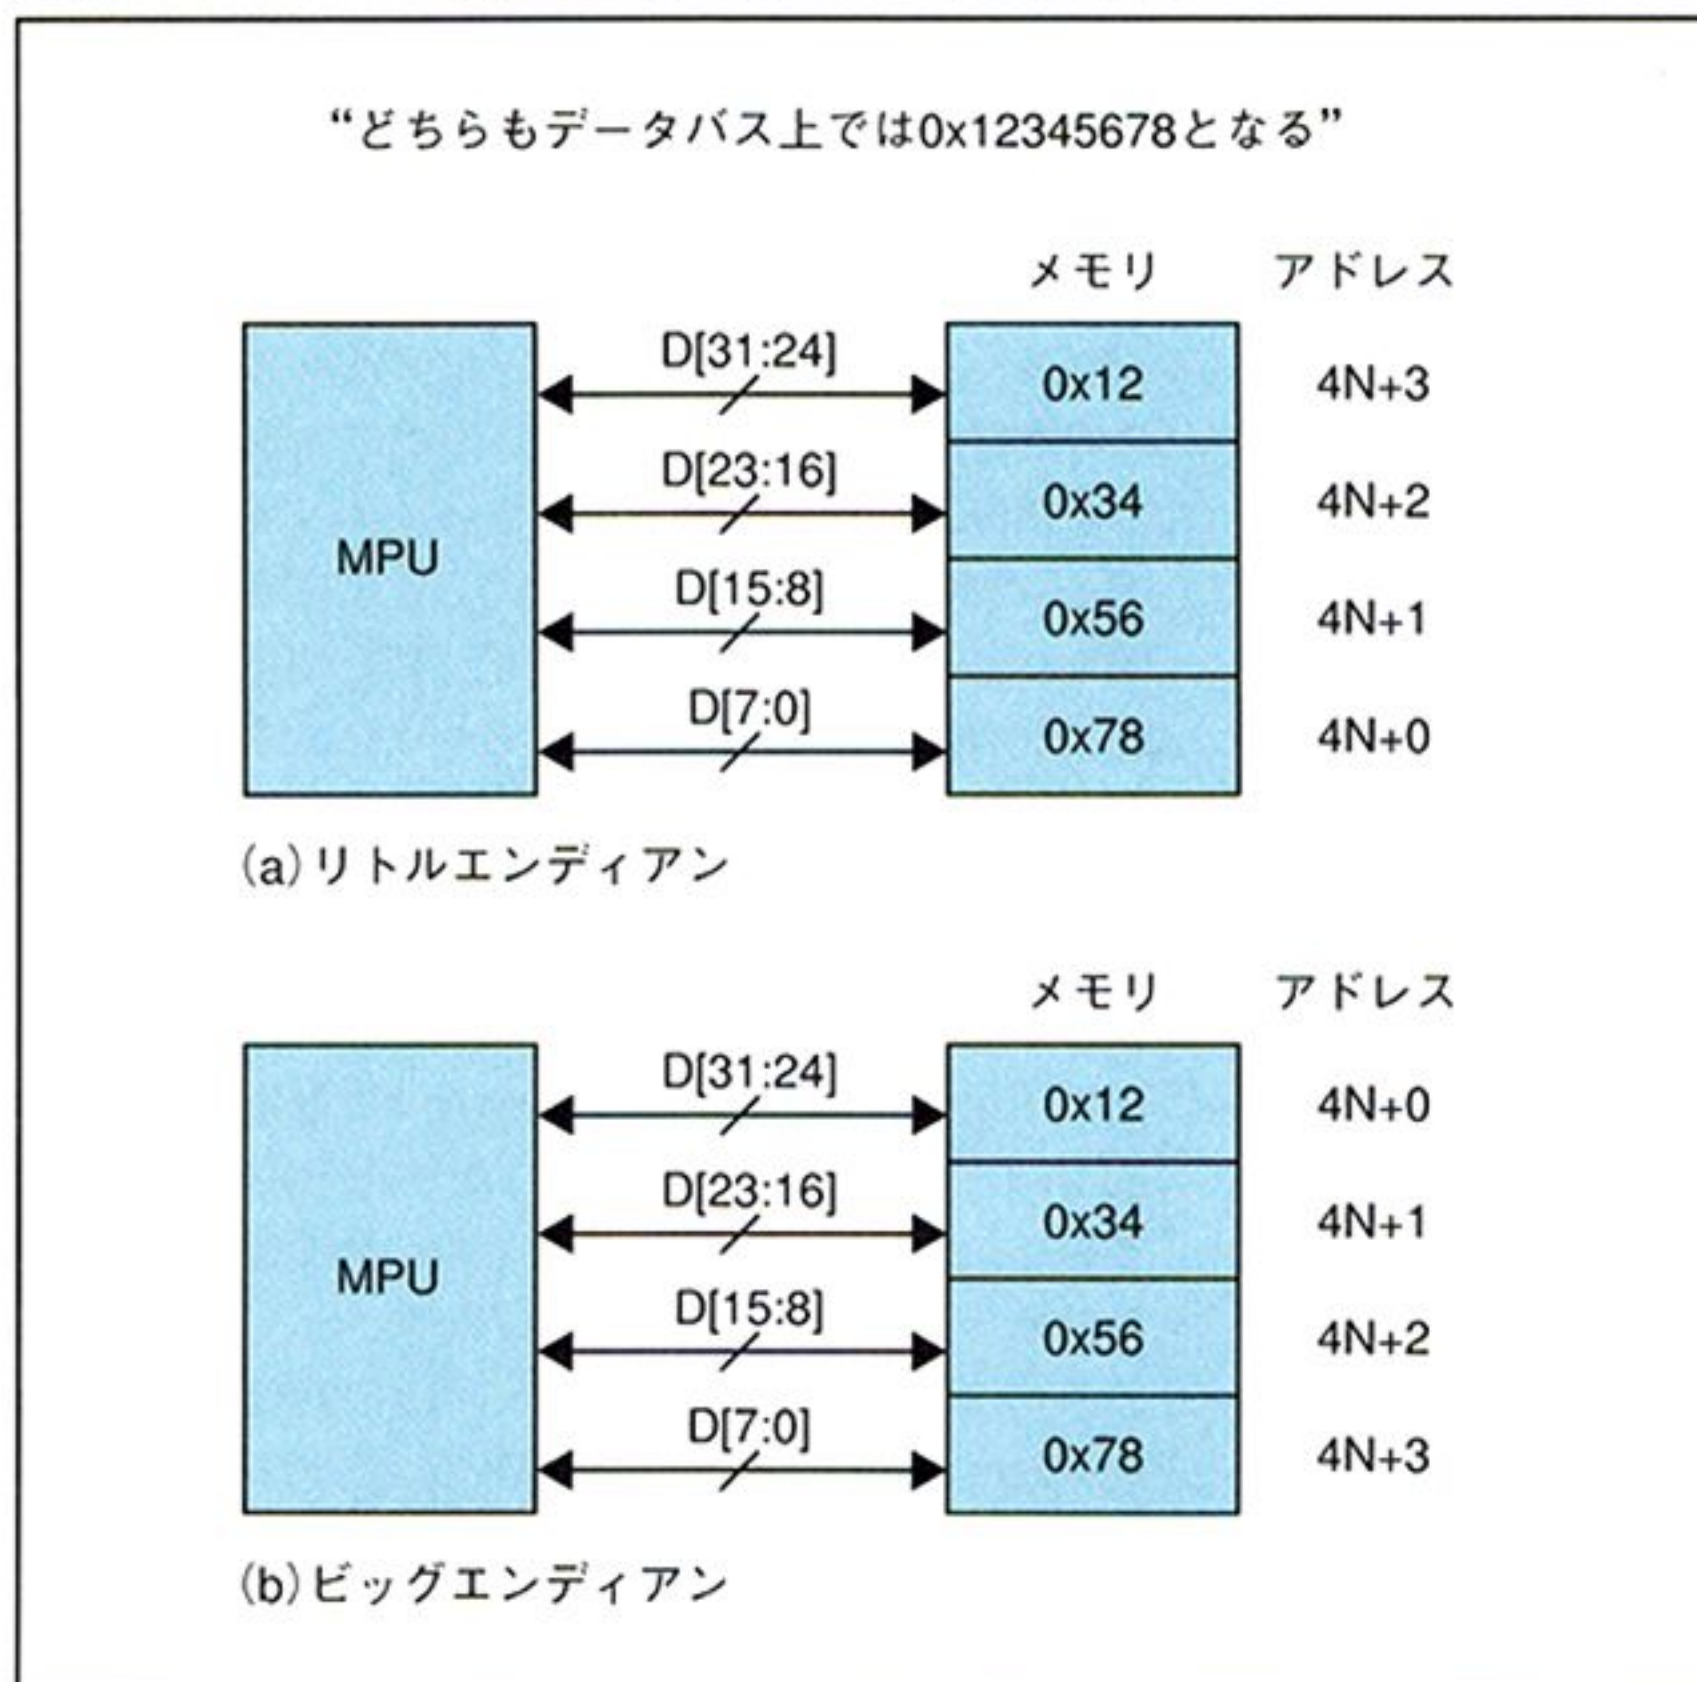 “どちらもデータバス上では0x12345678となる”
メモリ アドレス
D[31:24] 0x12 4N+3
D[23:16] 0x34 4N+2
MPU
D[15:8] 0x56 4N+1
D[7:0] 0x78 4N+0
(a)リトルエンディアン
メモリ アドレス
D[31:24] 0x12 4N+0
D[23:16] 0x34 4N+1
MPU
D[15:8] 0x56 4N+2
D[7:0] 0x78 4N+3
(b)ビッグエンディアン